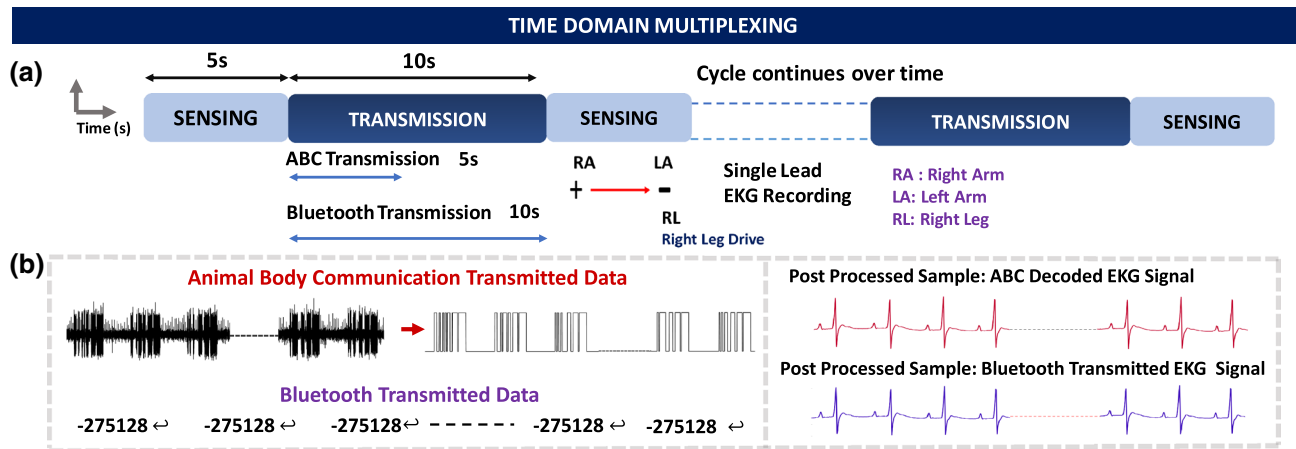 TIME DOMAIN MULTIPLEXING
(a)
5s
10s
Cycle continues over time
Time (s)
SENSING
TRANSMISSION
SENSING
TRANSMISSION
SENSING
ABC Transmission 5s
Bluetooth Transmission 10s
RA LA
+ -
RL
Right Leg Drive
Single Lead
EKG Recording
RA : Right Arm
LA: Left Arm
RL: Right Leg
(b)
Animal Body Communication Transmitted Data
Bluetooth Transmitted Data
-275128 ↩ -275128 ↩ -275128 ↩ -275128 ↩ -275128 ↩
Post Processed Sample: ABC Decoded EKG Signal
Post Processed Sample: Bluetooth Transmitted EKG Signal